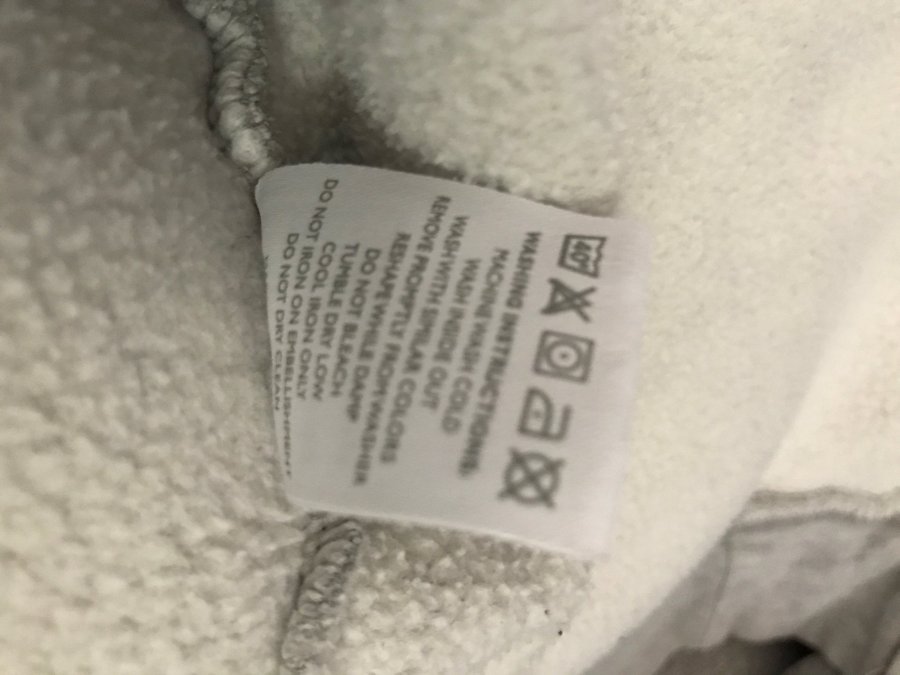 40°
WASHING INSTRUCTIONS:
MACHINE WASH COLD
WASH INSIDE OUT
WASH WITH SIMILAR COLORS
REMOVE PROMPTLY FROM WASHER
RESHAPE WHILE DAMP
DO NOT BLEACH
TUMBLE DRY LOW
COOL IRON ONLY
DO NOT IRON ON EMBELLISHMENT
DO NOT DRY CLEAN